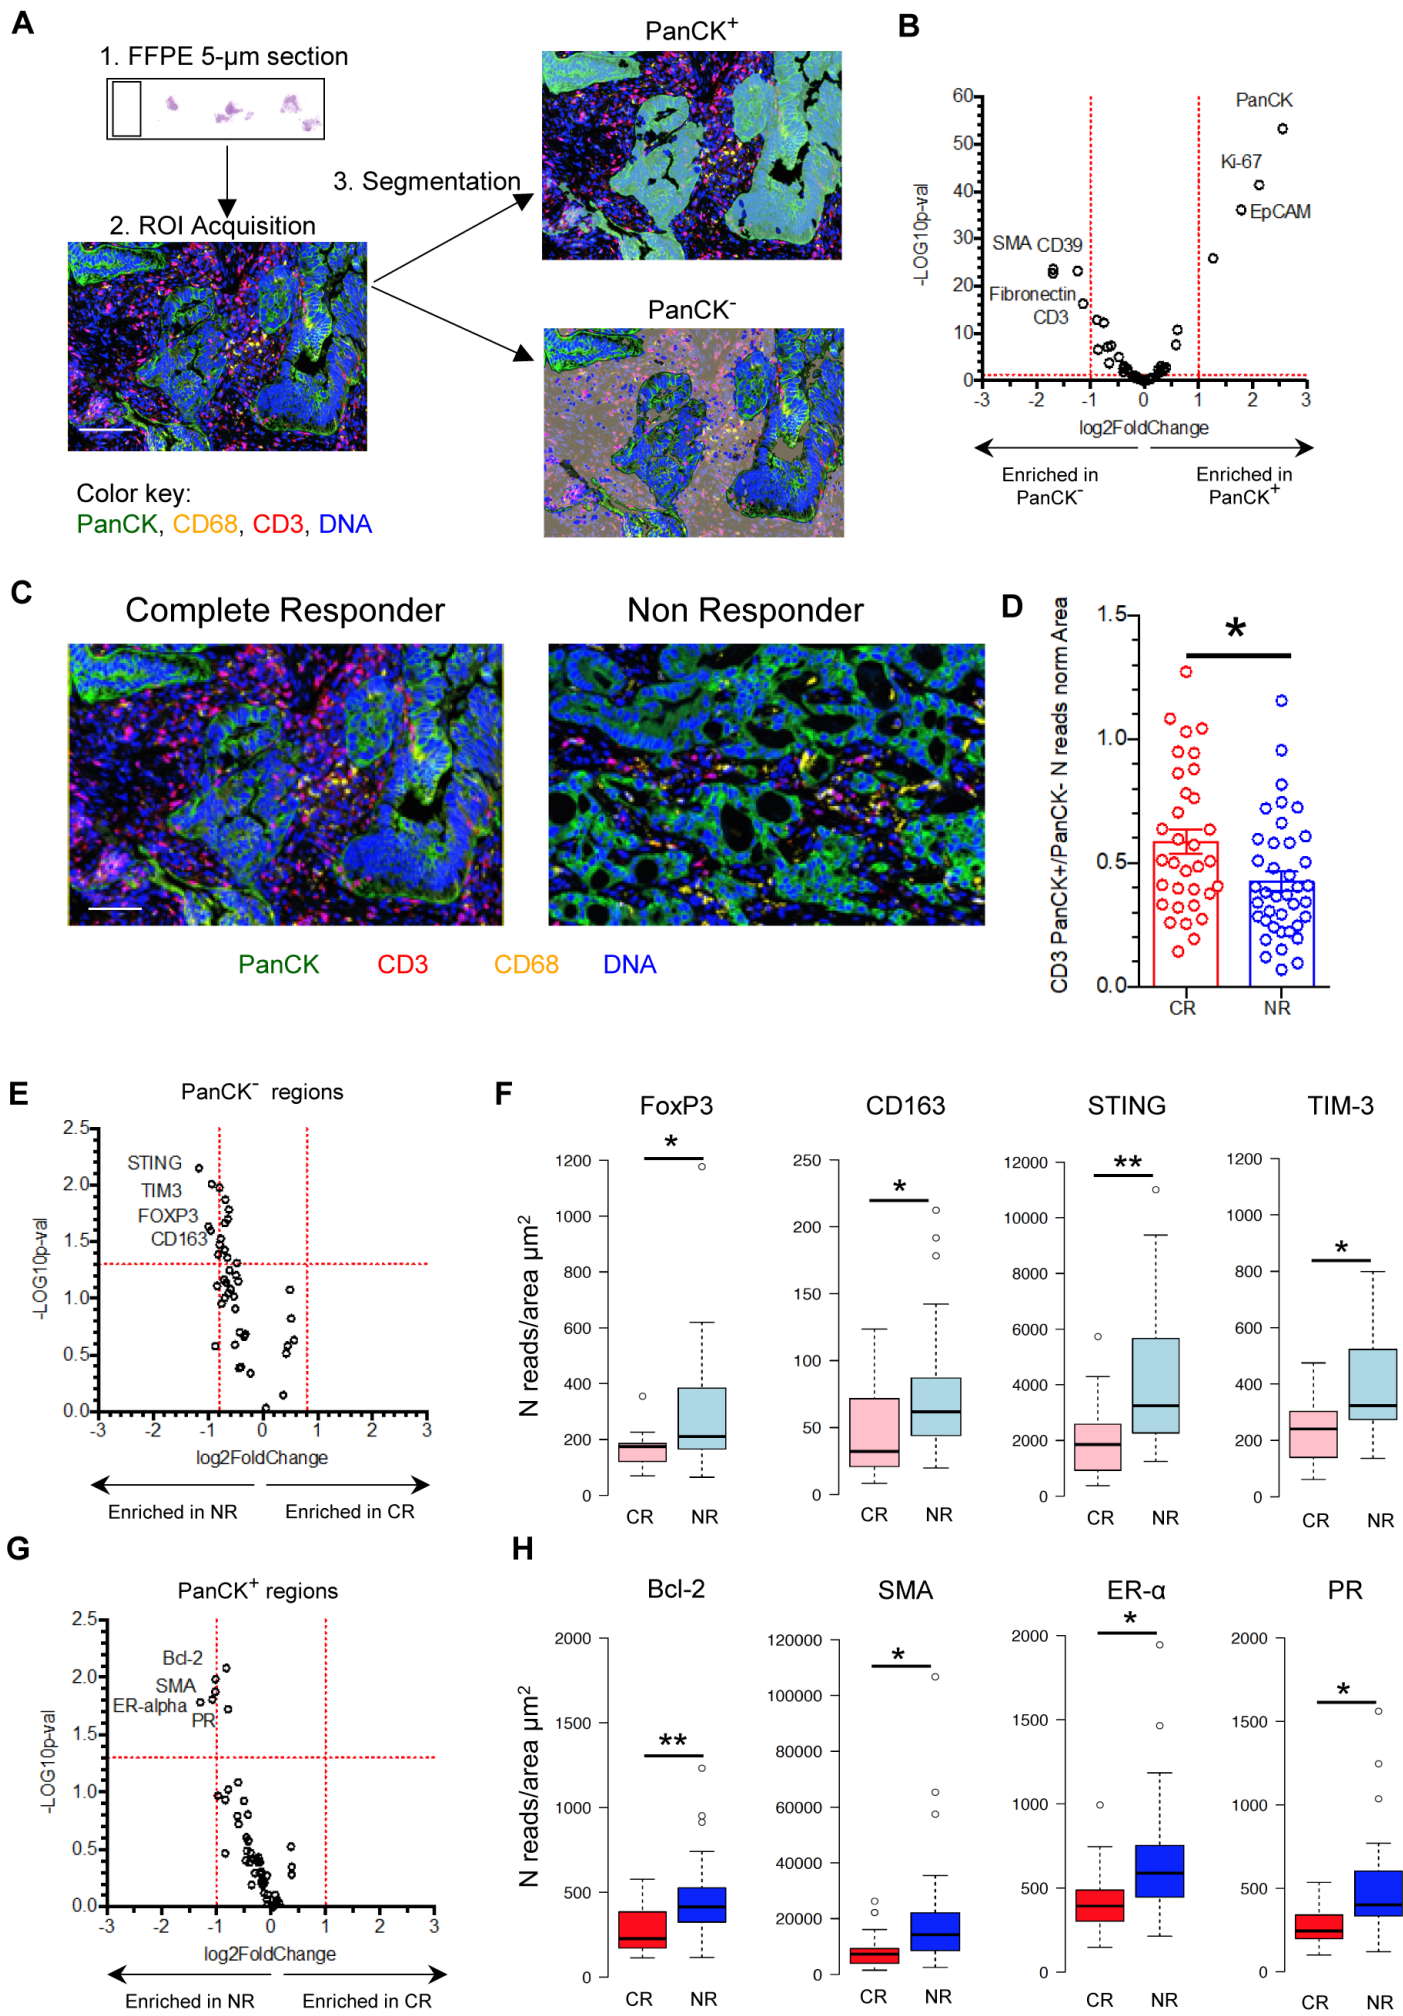 A
1. FFPE 5-µm section
2. ROI Acquisition
3. Segmentation
PanCK+
PanCK-
Color key:
PanCK, CD68, CD3, DNA
B
-LOG10p-val
60
50
40
30
20
10
0
PanCK
Ki-67
EpCAM
SMA CD39
Fibronectin
CD3
-3 -2 -1 0 1 2 3
log2FoldChange
Enriched in PanCK-
Enriched in PanCK+
C
Complete Responder
Non Responder
PanCK CD3 CD68 DNA
D
CD3 PanCK+/PanCK- N reads norm Area
1.5
1.0
0.5
0.0
*
CR NR
E
PanCK- regions
-LOG10p-val
2.5
2.0
1.5
1.0
0.5
0.0
STING
TIM3
FOXP3
CD163
-3 -2 -1 0 1 2 3
log2FoldChange
Enriched in NR Enriched in CR
F
N reads/area µm2
FoxP3
*
1200
1000
800
600
400
200
0
CR NR
CD163
*
250
200
150
100
50
0
CR NR
STING
**
12000
10000
8000
6000
4000
2000
0
CR NR
TIM-3
*
1200
1000
800
600
400
200
0
CR NR
G
PanCK+ regions
-LOG10p-val
2.5
2.0
1.5
1.0
0.5
0.0
Bcl-2
SMA
ER-alpha
PR
-3 -2 -1 0 1 2 3
log2FoldChange
Enriched in NR Enriched in CR
H
N reads/area µm2
Bcl-2
**
2000
1500
1000
500
0
CR NR
SMA
*
120000
100000
80000
60000
40000
20000
0
CR NR
ER-α
*
2000
1500
1000
500
0
CR NR
PR
*
2000
1500
1000
500
0
CR NR